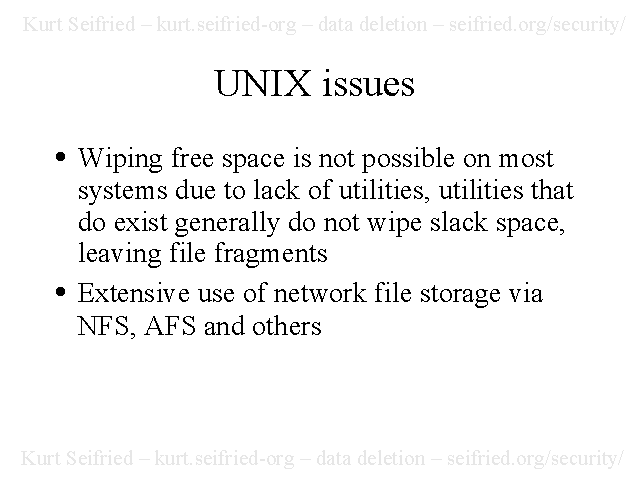 Kurt Seifried – kurt.seifried-org – data deletion – seifried.org/security/
UNIX issues
• Wiping free space is not possible on most
systems due to lack of utilities, utilities that
do exist generally do not wipe slack space,
leaving file fragments
• Extensive use of network file storage via
NFS, AFS and others
Kurt Seifried – kurt.seifried-org – data deletion – seifried.org/security/